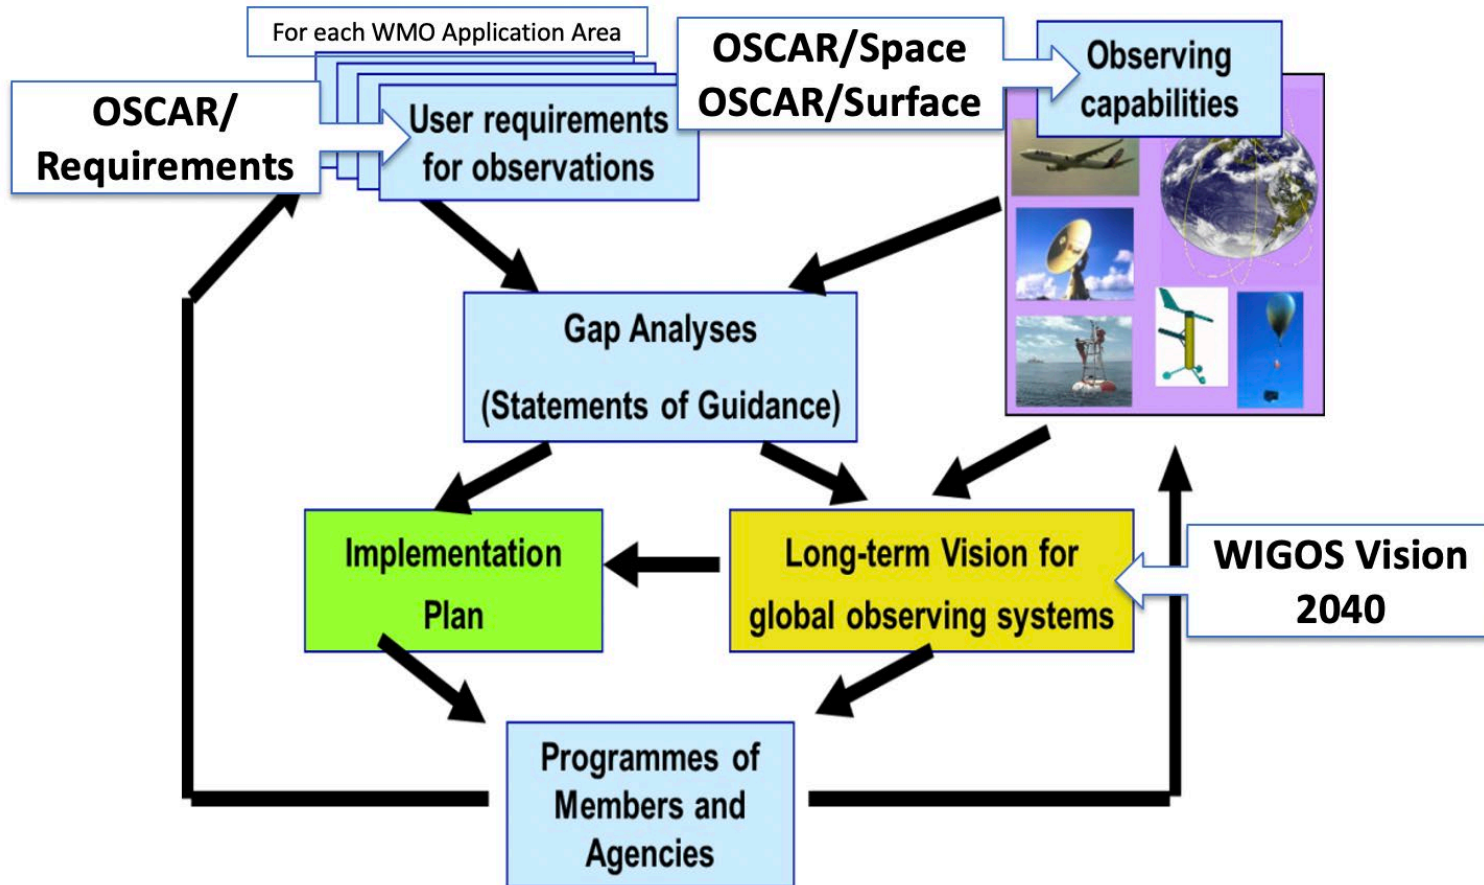 For each WMO Application Area
OSCAR/
Requirements
User requirements
for observations
OSCAR/Space
OSCAR/Surface
Observing
capabilities
Gap Analyses
(Statements of Guidance)
Implementation
Plan
Long-term Vision for
global observing systems
WIGOS Vision
2040
Programmes of
Members and
Agencies